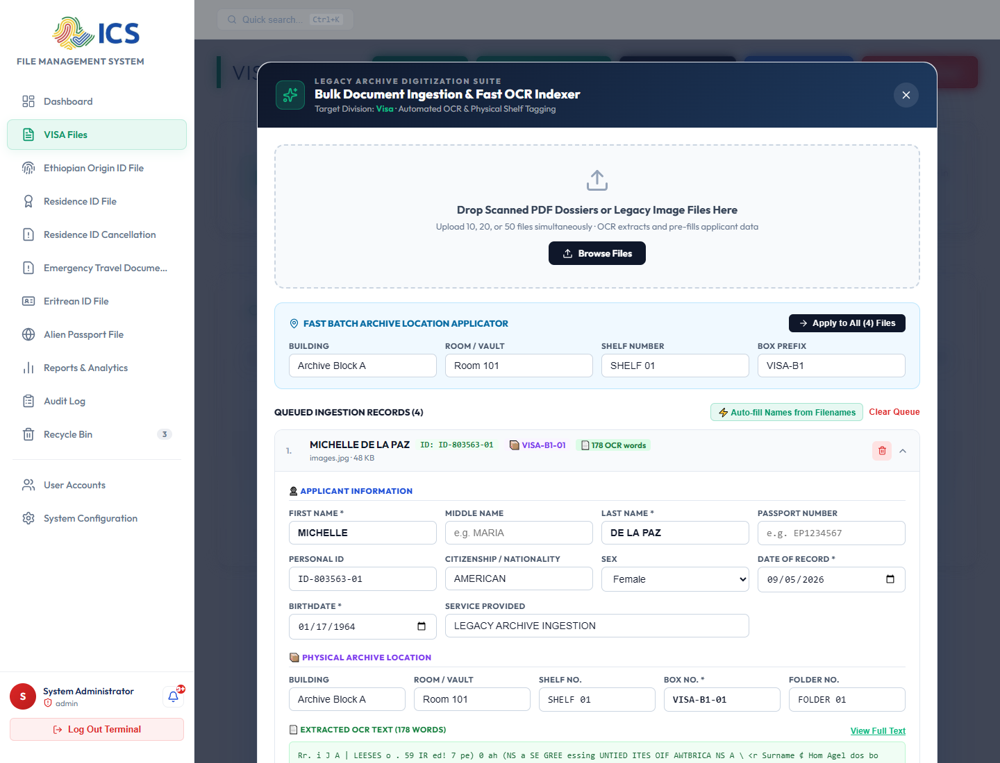 ICS
FILE MANAGEMENT SYSTEM
Dashboard
VISA Files
Ethiopian Origin ID File
Residence ID File
Residence ID Cancellation
Emergency Travel Docume...
Eritrean ID File
Alien Passport File
Reports & Analytics
Audit Log
Recycle Bin 3
User Accounts
System Configuration
S
System Administrator
admin
9+
Log Out Terminal
Quick search... Ctrl+K
VIS
LEGACY ARCHIVE DIGITIZATION SUITE
Bulk Document Ingestion & Fast OCR Indexer
Target Division: Visa · Automated OCR & Physical Shelf Tagging
Drop Scanned PDF Dossiers or Legacy Image Files Here
Upload 10, 20, or 50 files simultaneously · OCR extracts and pre-fills applicant data
Browse Files
FAST BATCH ARCHIVE LOCATION APPLICATOR
Apply to All (4) Files
BUILDING ROOM / VAULT SHELF NUMBER BOX PREFIX
Archive Block A Room 101 SHELF 01 VISA-B1
QUEUED INGESTION RECORDS (4)
⚡ Auto-fill Names from Filenames Clear Queue
1. MICHELLE DE LA PAZ ID: ID-803563-01 📦 VISA-B1-01 📄 178 OCR words
images.jpg · 48 KB
APPLICANT INFORMATION
FIRST NAME * MIDDLE NAME LAST NAME * PASSPORT NUMBER
MICHELLE e.g. MARIA DE LA PAZ e.g. EP1234567
PERSONAL ID CITIZENSHIP / NATIONALITY SEX DATE OF RECORD *
ID-803563-01 AMERICAN Female 09/05/2026
BIRTHDATE * SERVICE PROVIDED
01/17/1964 LEGACY ARCHIVE INGESTION
PHYSICAL ARCHIVE LOCATION
BUILDING ROOM / VAULT SHELF NO. BOX NO. * FOLDER NO.
Archive Block A Room 101 SHELF 01 VISA-B1-01 FOLDER 01
EXTRACTED OCR TEXT (178 WORDS) View Full Text
Rr. i J A | LEESES o . 59 IR ed! 7 pe) 0 ah (NS a SE GREE essing UNTIED ITES OIF AWTBRICA NS A \ <r Surname ¢ Hom Agel dos bo